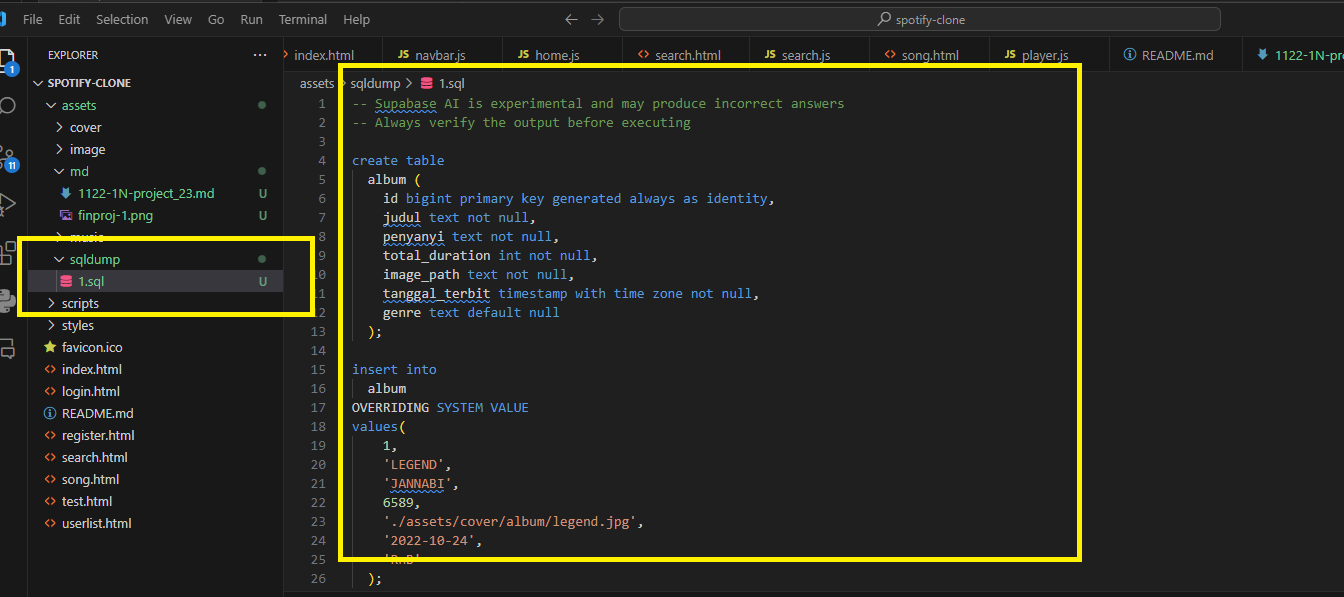 File Edit Selection View Go Run Terminal Help
spotify-clone
EXPLORER
index.html
navbar.js
home.js
search.html
search.js
song.html
player.js
README.md
1122-1N-pro
SPOTIFY-CLONE
assets
cover
image
md
1122-1N-project_23.md U
finproj-1.png U
music
sqldump
1.sql U
scripts
styles
favicon.ico
index.html
login.html
README.md
register.html
search.html
song.html
test.html
userlist.html
1
11
assets > sqldump > 1.sql
1 -- Supabase AI is experimental and may produce incorrect answers
2 -- Always verify the output before executing
3
4 create table
5 album (
6 id bigint primary key generated always as identity,
7 judul text not null,
8 penyanyi text not null,
9 total_duration int not null,
10 image_path text not null,
11 tanggal_terbit timestamp with time zone not null,
12 genre text default null
13 );
14
15 insert into
16 album
17 OVERRIDING SYSTEM VALUE
18 values(
19 1,
20 'LEGEND',
21 'JANNABI',
22 6589,
23 './assets/cover/album/legend.jpg',
24 '2022-10-24',
25 'RnB'
26 );